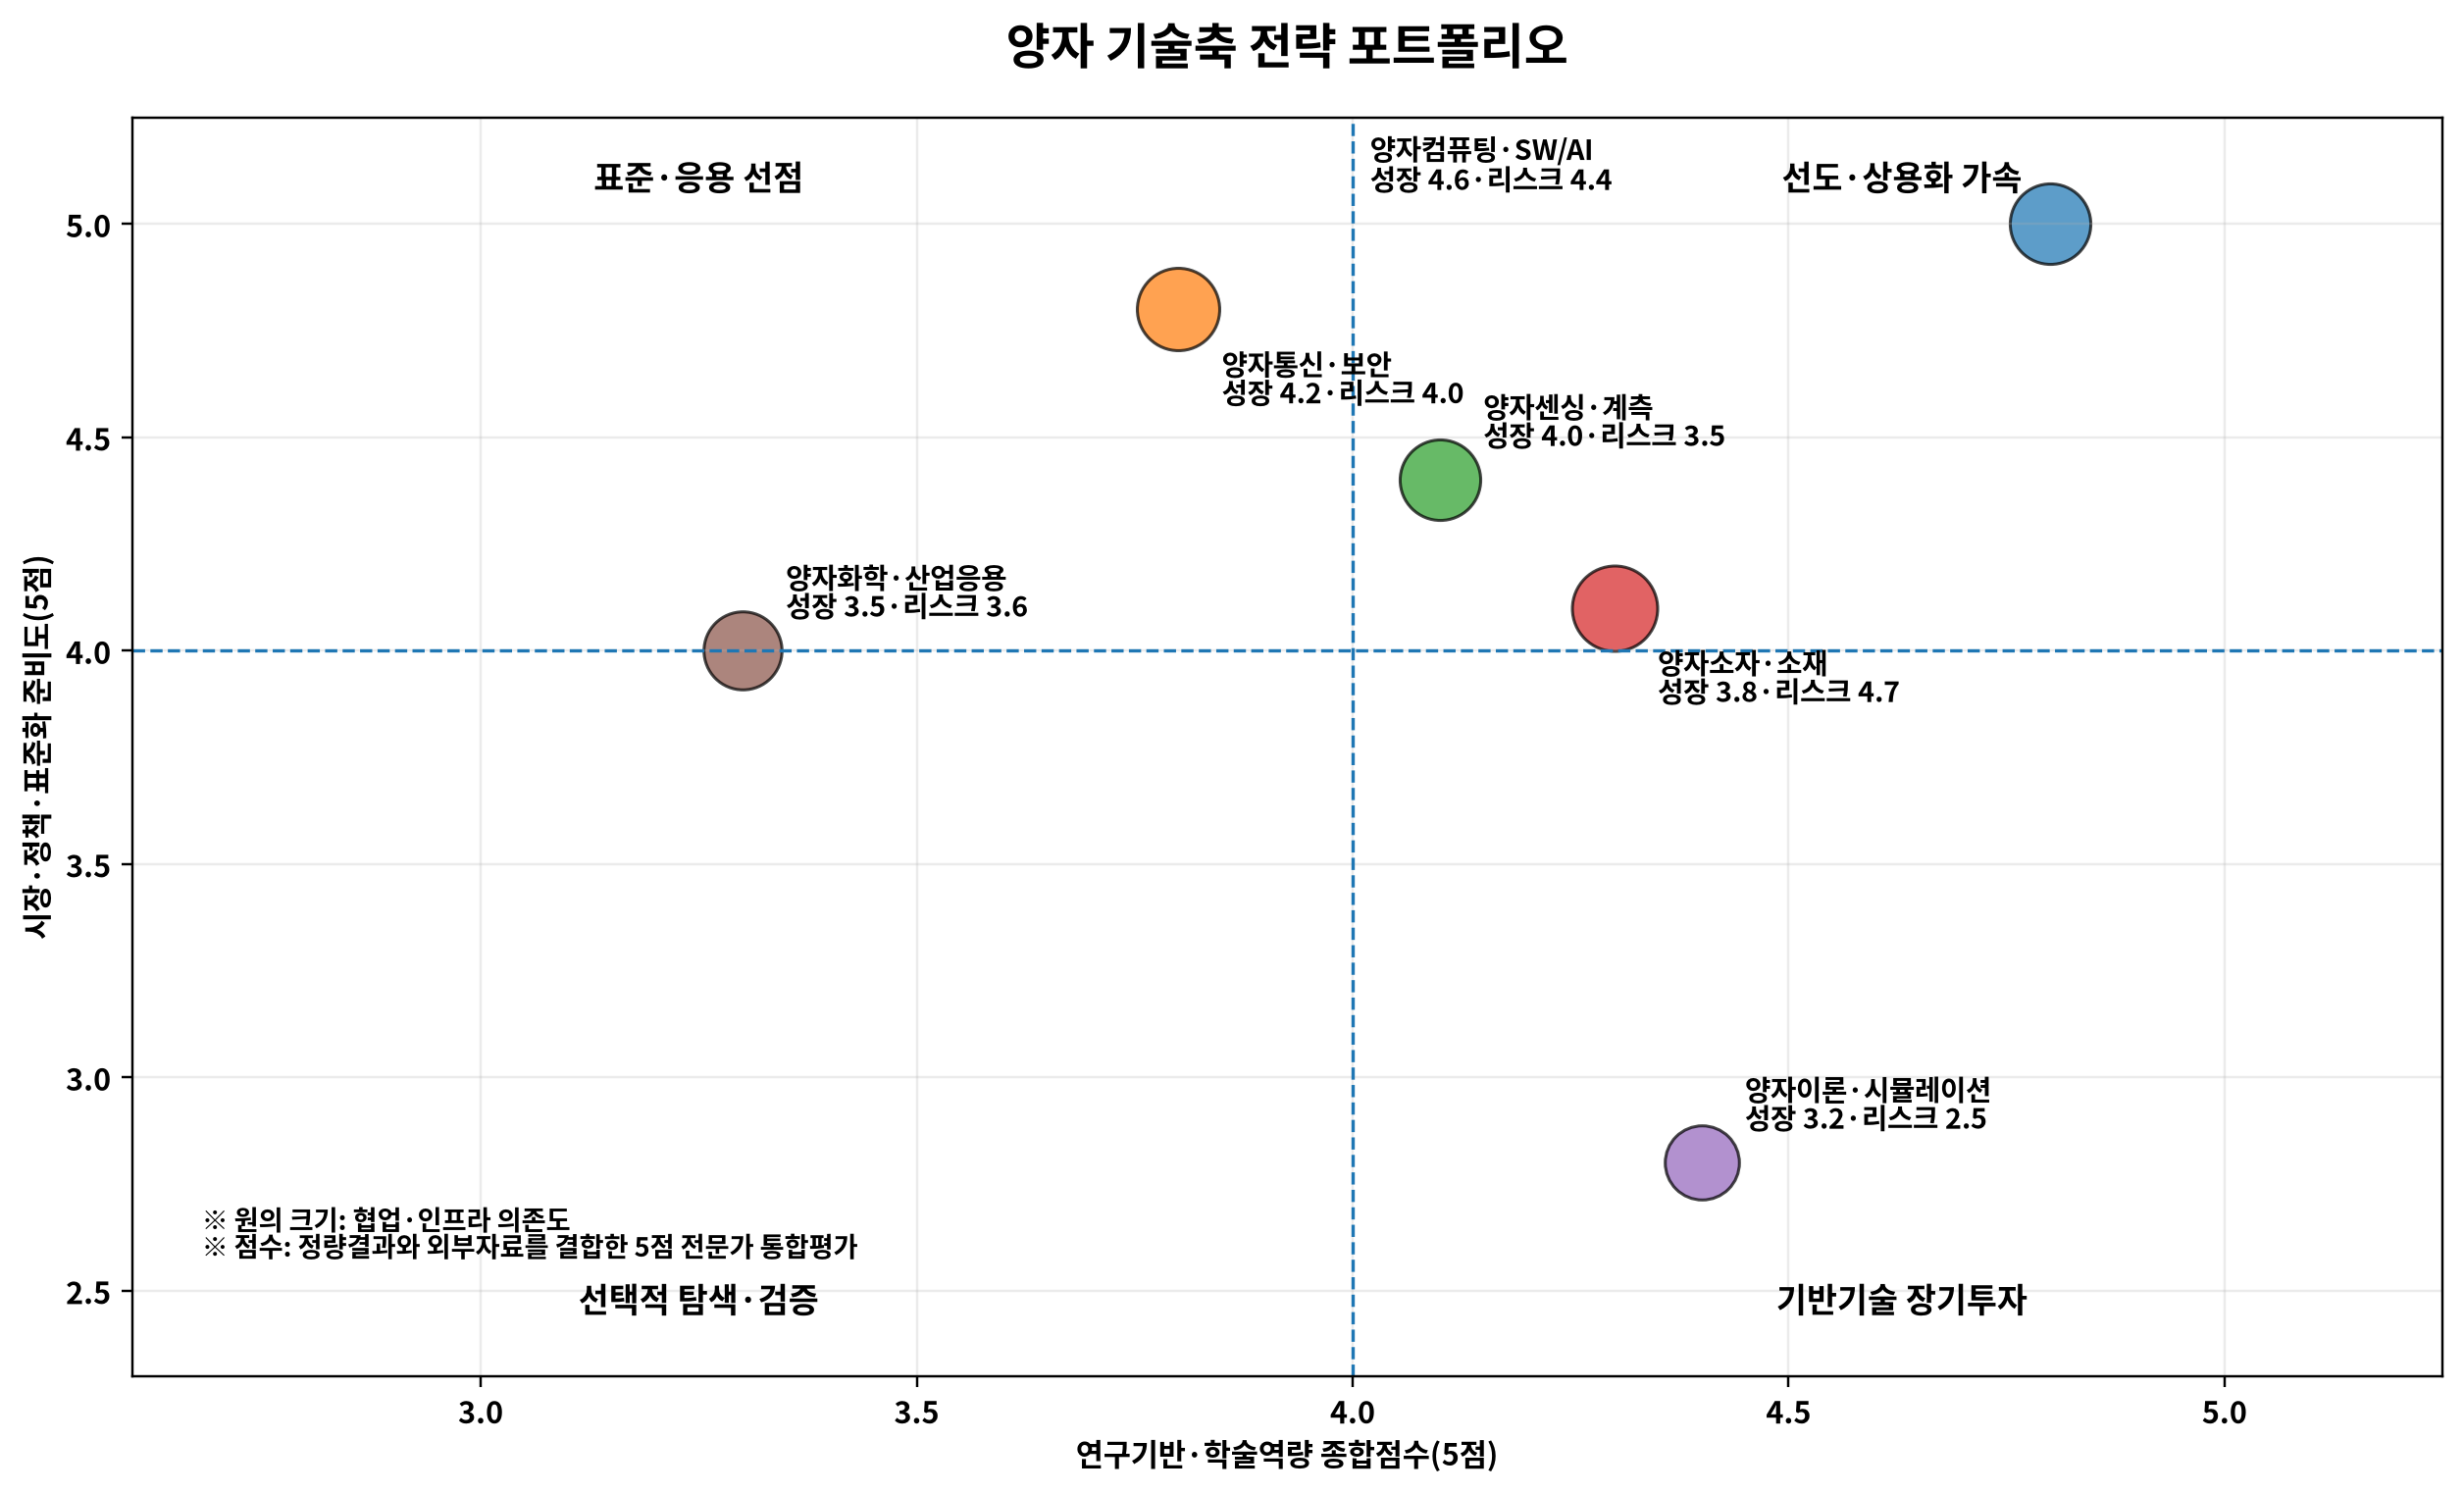 양자 기술축 전략 포트폴리오
표준·응용 선점
양자컴퓨팅·SW/AI
성장 4.6·리스크 4.4
선도·상용화 가속
양자통신·보안
성장 4.2·리스크 4.0
양자센싱·계측
성장 4.0·리스크 3.5
양자화학·산업응용
성장 3.5·리스크 3.6
양자소자·소재
성장 3.8·리스크 4.7
양자이론·시뮬레이션
성장 3.2·리스크 2.5
※ 원의 크기: 협업·인프라 의존도
※ 점수: 정량결과와 외부자료를 결합한 5점 전문가 통합평가
선택적 탐색·검증
기반기술 장기투자
시장·정책·표준화 준비도(5점)
5.0
4.5
4.0
3.5
3.0
2.5
3.0
3.5
4.0
4.5
5.0
연구기반·학술역량 종합점수(5점)